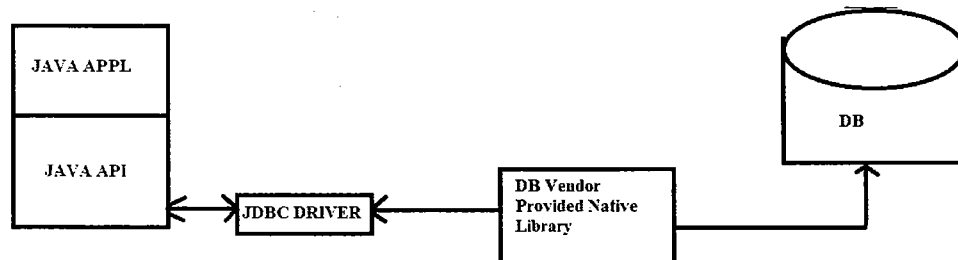 JAVA APPL
JAVA API
JDBC DRIVER
DB Vendor
Provided Native
Library
DB